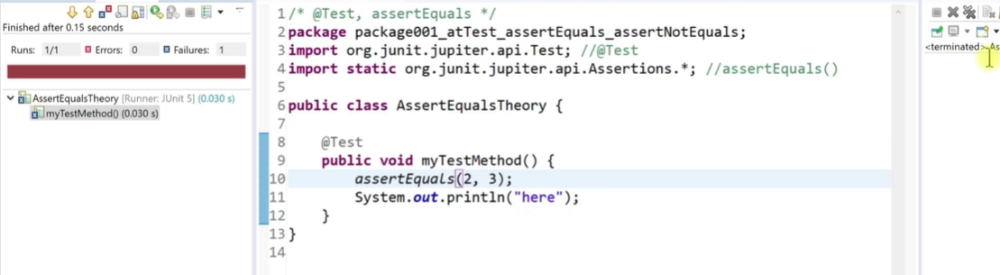 Finished after 0.15 seconds
Runs: 1/1 Errors: 0 Failures: 1
AssertEqualsTheory [Runner: JUnit 5] (0.030 s)
myTestMethod() (0.030 s)
1 /* @Test, assertEquals */
2 package package001_atTest_assertEquals_assertNotEquals;
3 import org.junit.jupiter.api.Test; //@Test
4 import static org.junit.jupiter.api.Assertions.*; //assertEquals()
5
6 public class AssertEqualsTheory {
7
8 @Test
9 public void myTestMethod() {
10 assertEquals(2, 3);
11 System.out.println("here");
12 }
13 }
14
<terminated> As